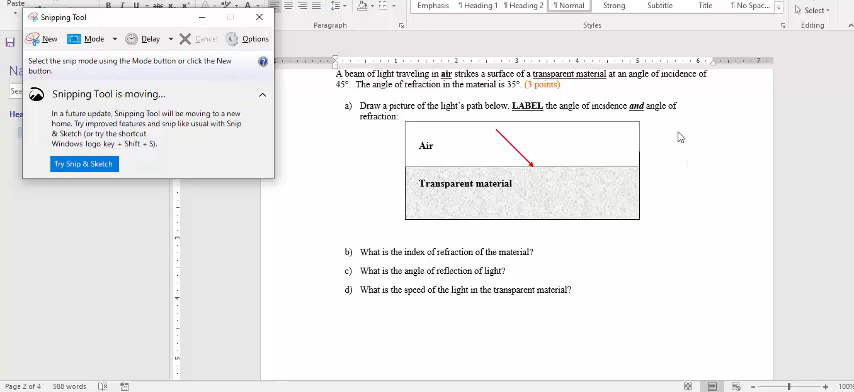 Paste
Snipping Tool
New Mode Delay Cancel Options
Select the snip mode using the Mode button or click the New
button.
Snipping Tool is moving...
In a future update, Snipping Tool will be moving to a new
home. Try improved features and snip like usual with Snip
& Sketch (or try the shortcut
Windows logo key + Shift + S).
Try Snip & Sketch
Emphasis ¶ Heading 1 ¶ Heading 2 ¶ Normal Strong Subtitle Title ¶ No Spac...
Select
Paragraph Styles Editing
A beam of light traveling in air strikes a surface of a transparent material at an angle of incidence of
45°. The angle of refraction in the material is 35°. (3 points)
a) Draw a picture of the light's path below. LABEL the angle of incidence and angle of
refraction:
Air
Transparent material
b) What is the index of refraction of the material?
c) What is the angle of reflection of light?
d) What is the speed of the light in the transparent material?
Page 2 of 4 588 words